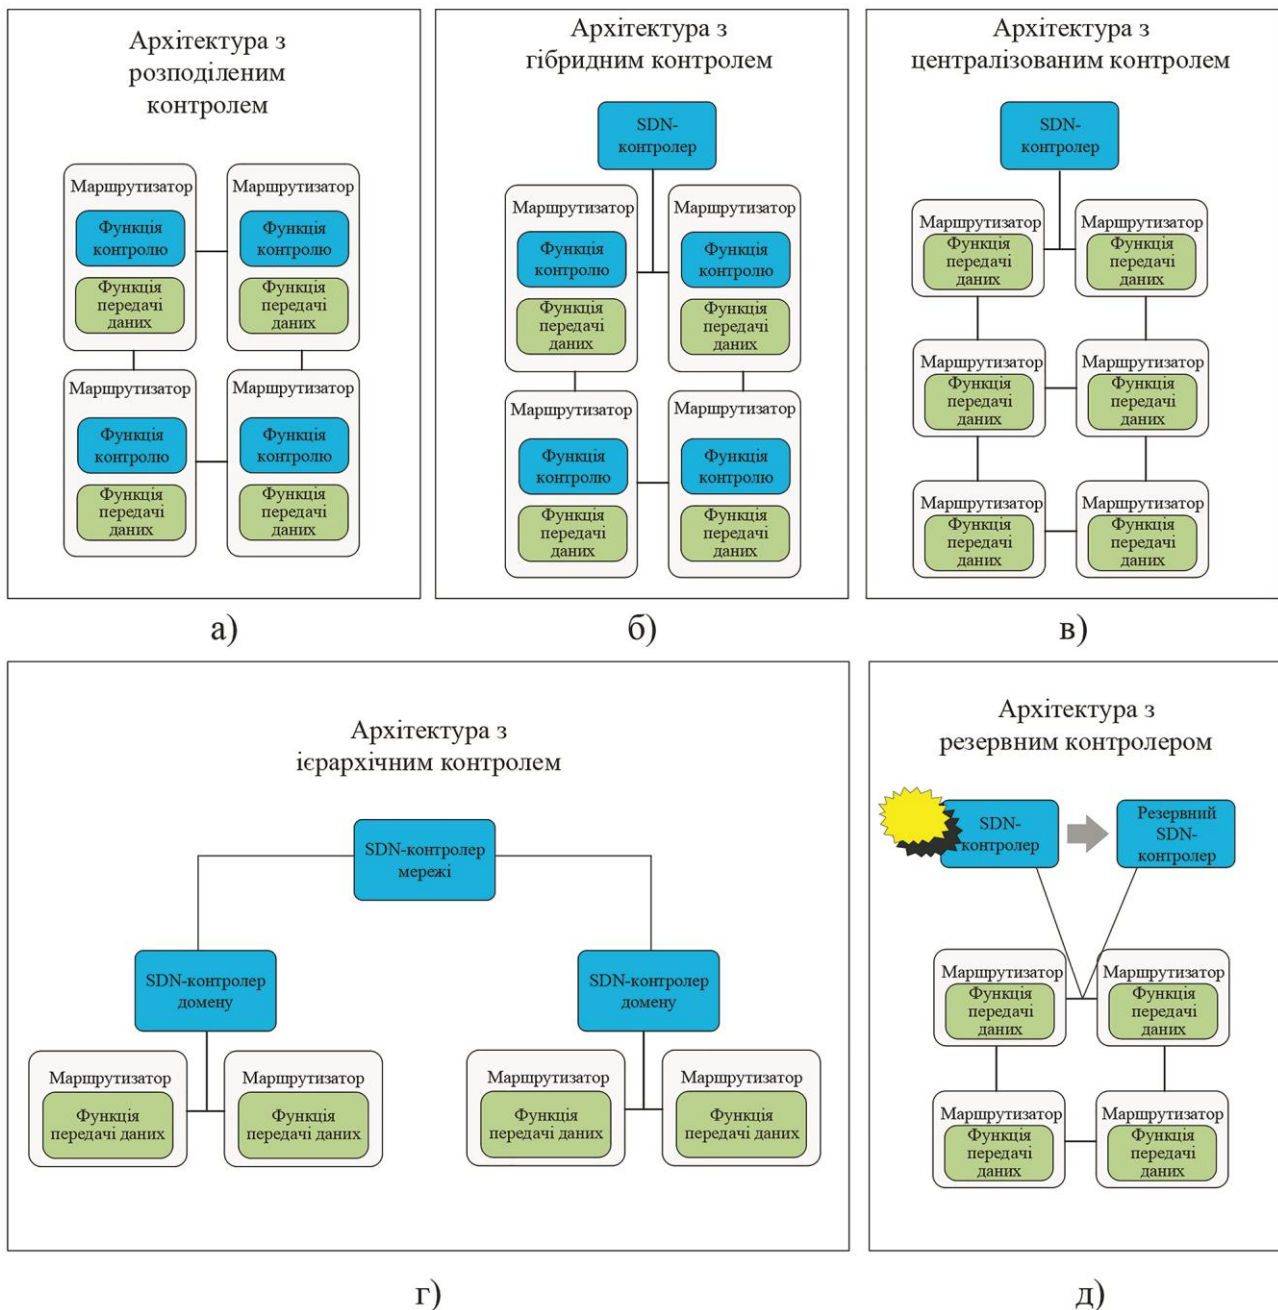 Архітектура з
розподіленим
контролем
Маршрутизатор
Функція
контролю
Функція
передачі
даних
Маршрутизатор
Функція
контролю
Функція
передачі
даних
Маршрутизатор
Функція
контролю
Функція
передачі
даних
Маршрутизатор
Функція
контролю
Функція
передачі
даних
а)
Архітектура з
гібридним контролем
SDN-
контролер
Маршрутизатор
Функція
контролю
Функція
передачі
даних
Маршрутизатор
Функція
контролю
Функція
передачі
даних
Маршрутизатор
Функція
контролю
Функція
передачі
даних
Маршрутизатор
Функція
контролю
Функція
передачі
даних
б)
Архітектура з
централізованим контролем
SDN-
контролер
Маршрутизатор
Функція
передачі
даних
Маршрутизатор
Функція
передачі
даних
Маршрутизатор
Функція
передачі
даних
Маршрутизатор
Функція
передачі
даних
Маршрутизатор
Функція
передачі
даних
Маршрутизатор
Функція
передачі
даних
в)
Архітектура з
ієрархічним контролем
SDN-контролер
мережі
SDN-контролер
домену
SDN-контролер
домену
Маршрутизатор
Функція
передачі даних
Маршрутизатор
Функція
передачі даних
Маршрутизатор
Функція
передачі даних
Маршрутизатор
Функція
передачі даних
г)
Архітектура з
резервним контролером
SDN-
контролер
Резервний
SDN-
контролер
Маршрутизатор
Функція
передачі
даних
Маршрутизатор
Функція
передачі
даних
Маршрутизатор
Функція
передачі
даних
Маршрутизатор
Функція
передачі
даних
д)